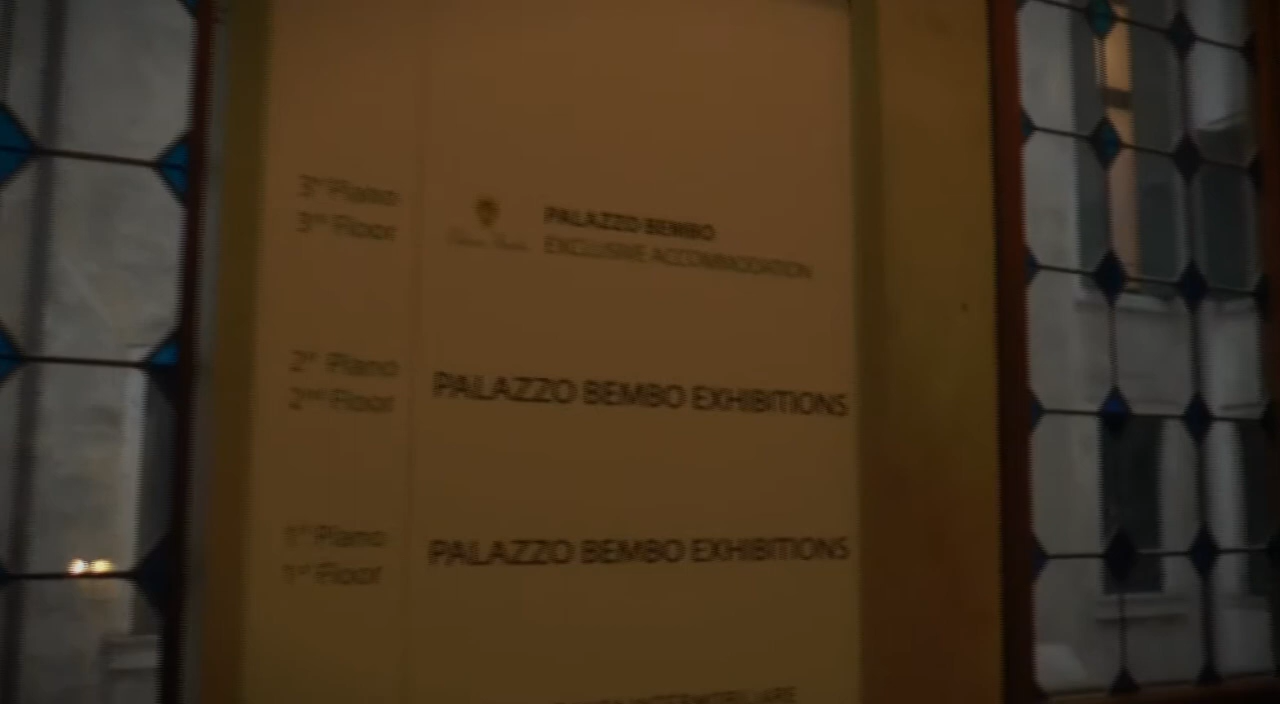 3° Piano
3rd Floor
PALAZZO BEMBO
EXCLUSIVE ACCOMMODATION
2° Piano
2nd Floor
PALAZZO BEMBO EXHIBITIONS
1° Piano
1st Floor
PALAZZO BEMBO EXHIBITIONS